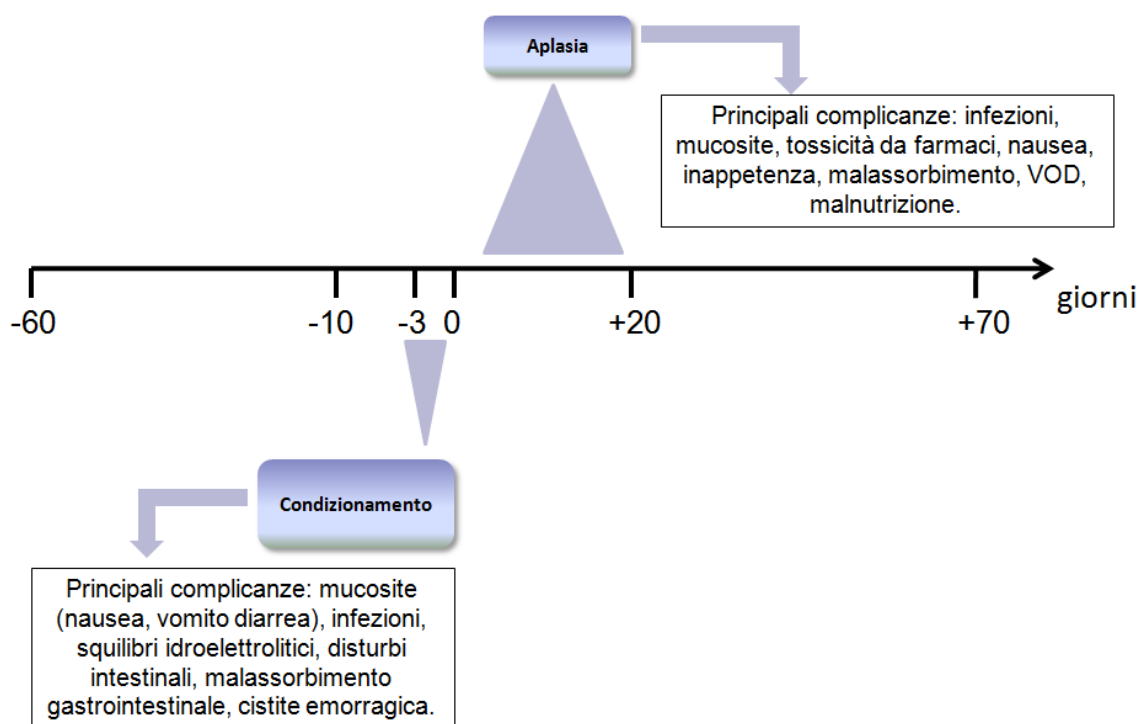 Aplasia
Principali complicanze: infezioni,
mucosite, tossicità da farmaci, nausea,
inappetenza, malassorbimento, VOD,
malnutrizione.
giorni
-60
-10
-3
0
+20
+70
Condizionamento
Principali complicanze: mucosite
(nausea, vomito diarrea), infezioni,
squilibri idroelettrolitici, disturbi
intestinali, malassorbimento
gastrointestinale, cistite emorragica.